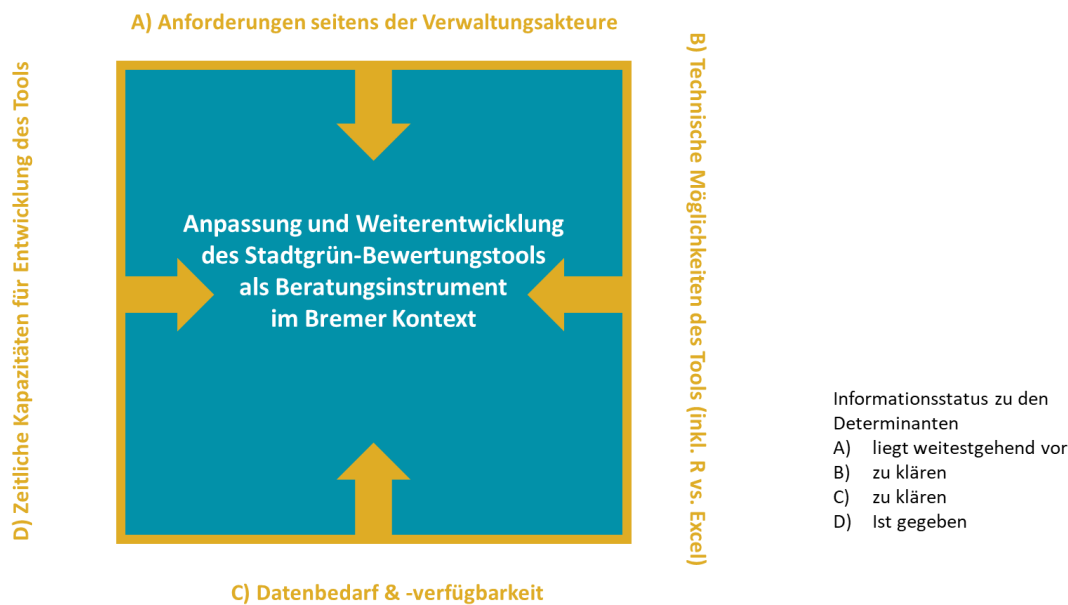 A) Anforderungen seitens der Verwaltungsakteure
B) Technische Möglichkeiten des Tools (inkl. R vs. Excel)
D) Zeitliche Kapazitäten für Entwicklung des Tools
Anpassung und Weiterentwicklung
des Stadtgrün-Bewertungstools
als Beratungsinstrument
im Bremer Kontext
C) Datenbedarf & -verfügbarkeit
Informationsstatus zu den
Determinanten
A) liegt weitestgehend vor
B) zu klären
C) zu klären
D) Ist gegeben